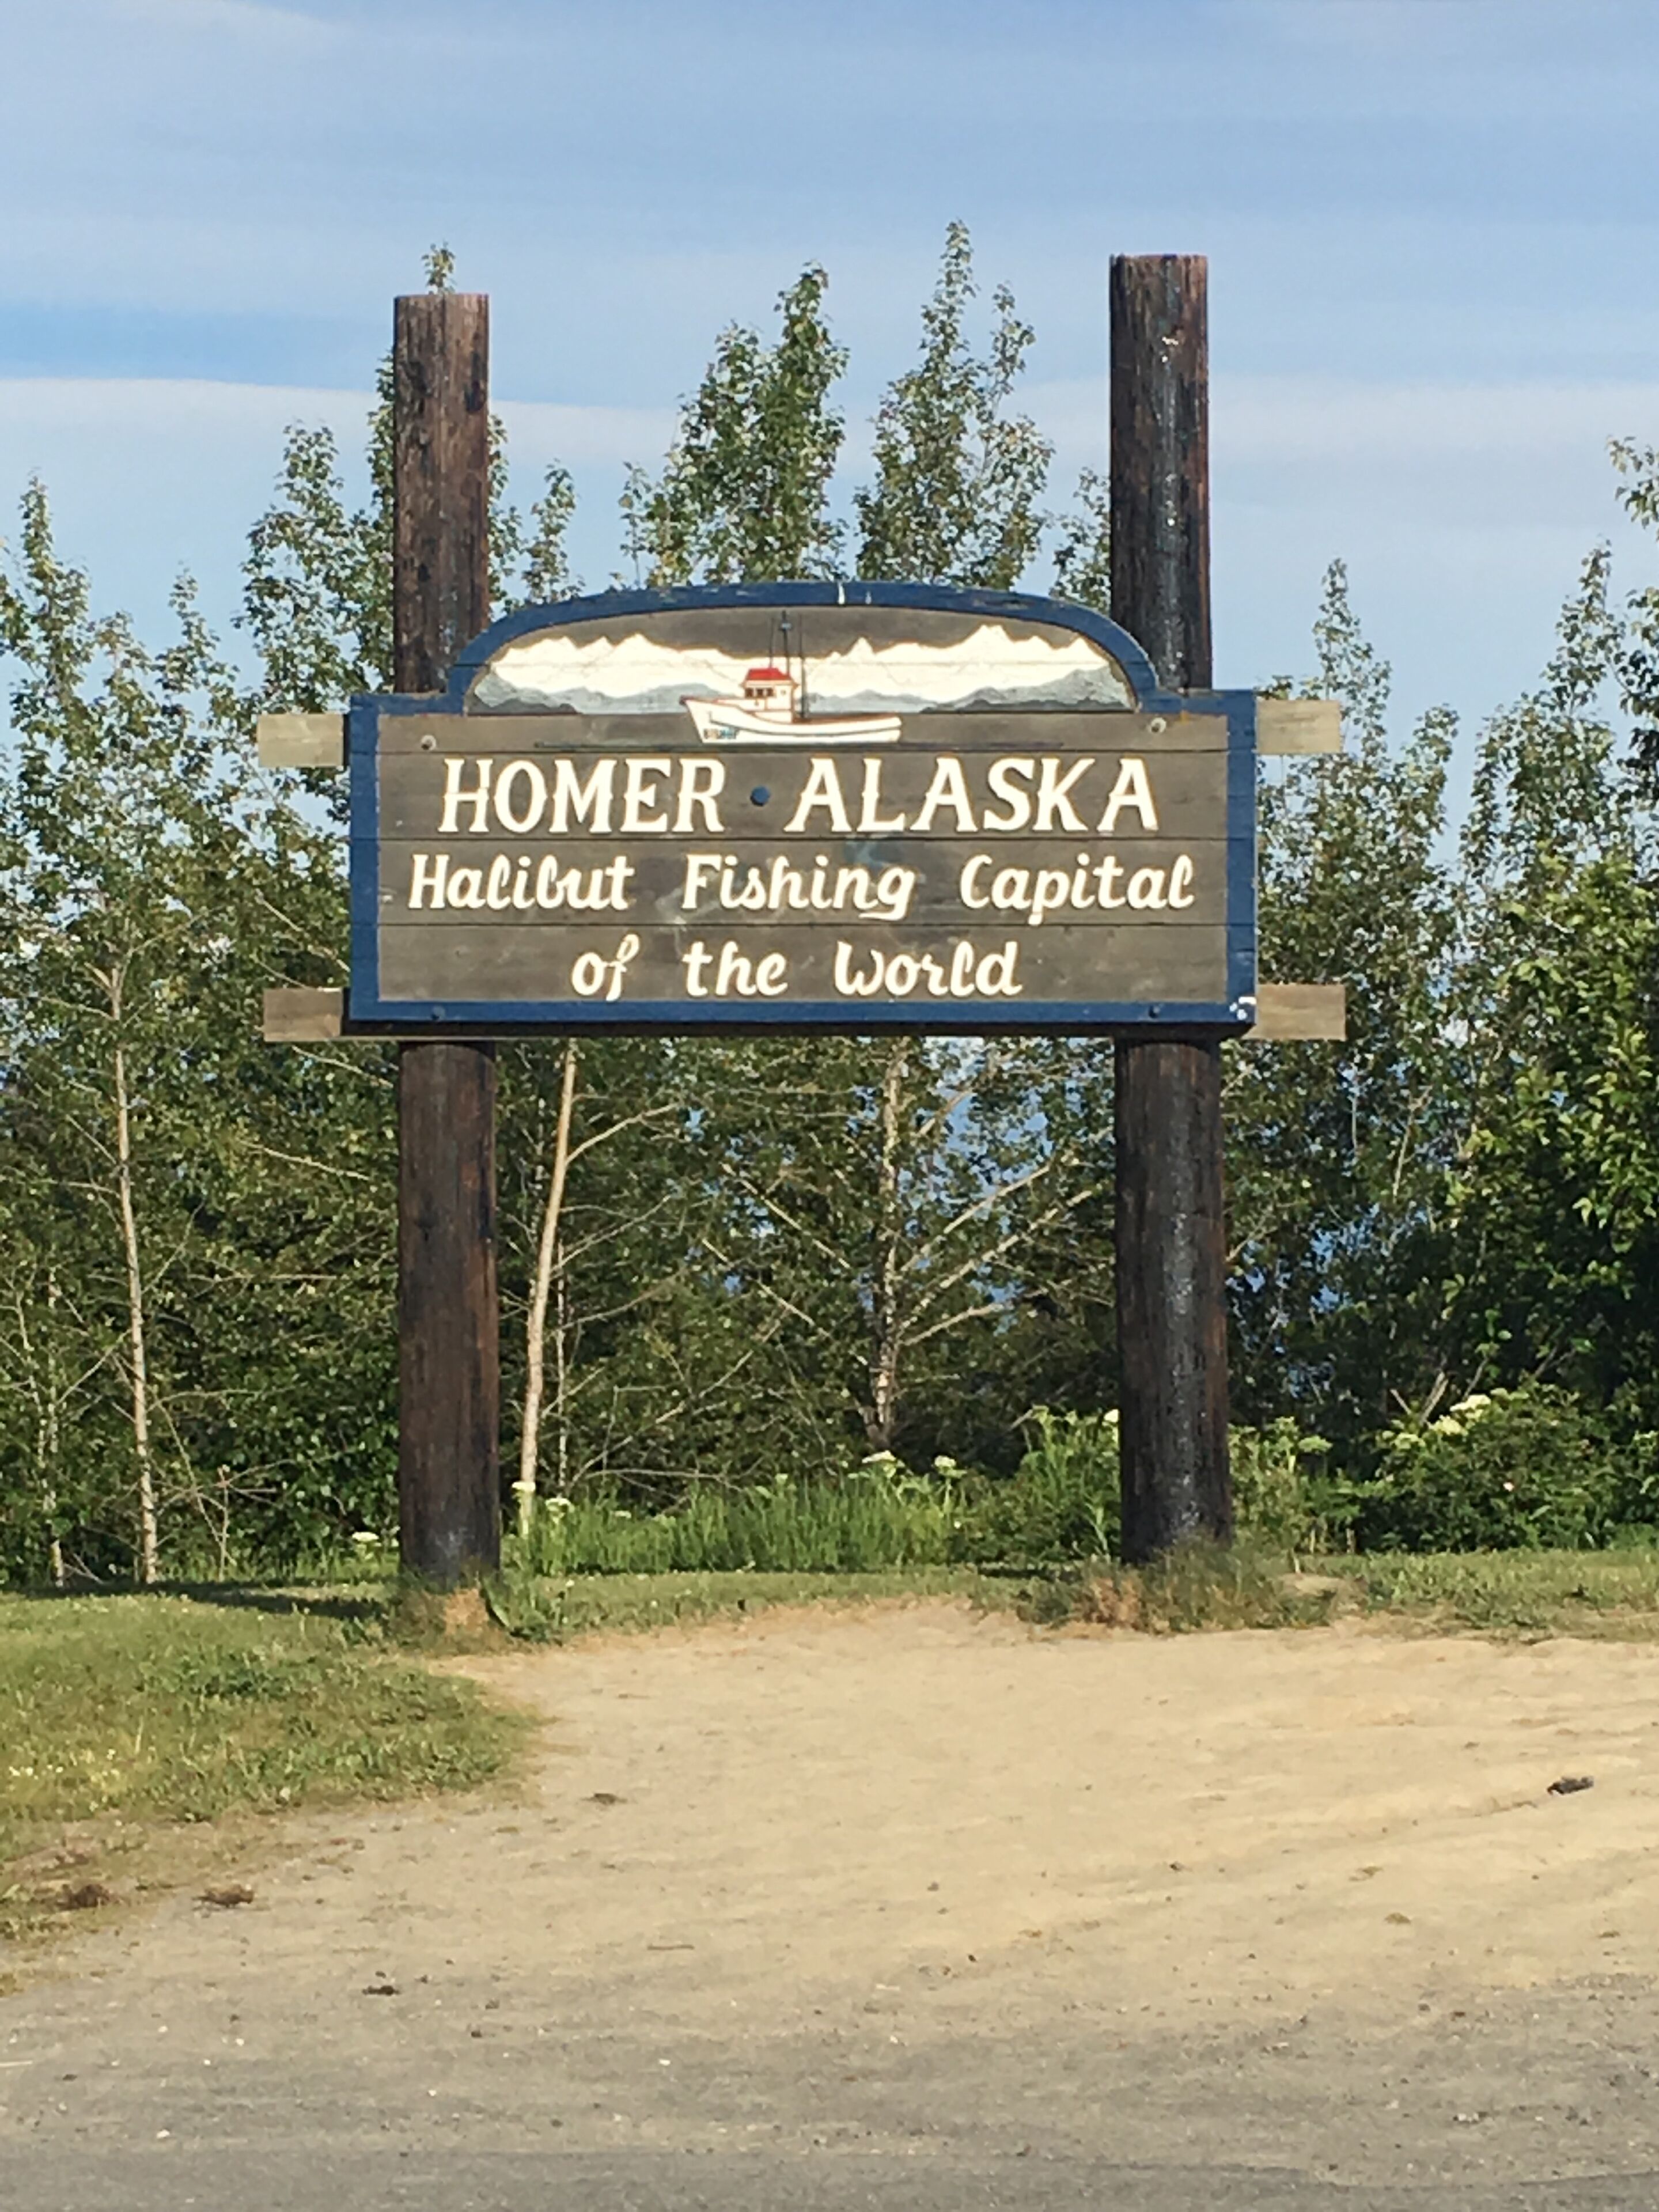 HOMER • ALASKA
Halibut Fishing Capital
of the World